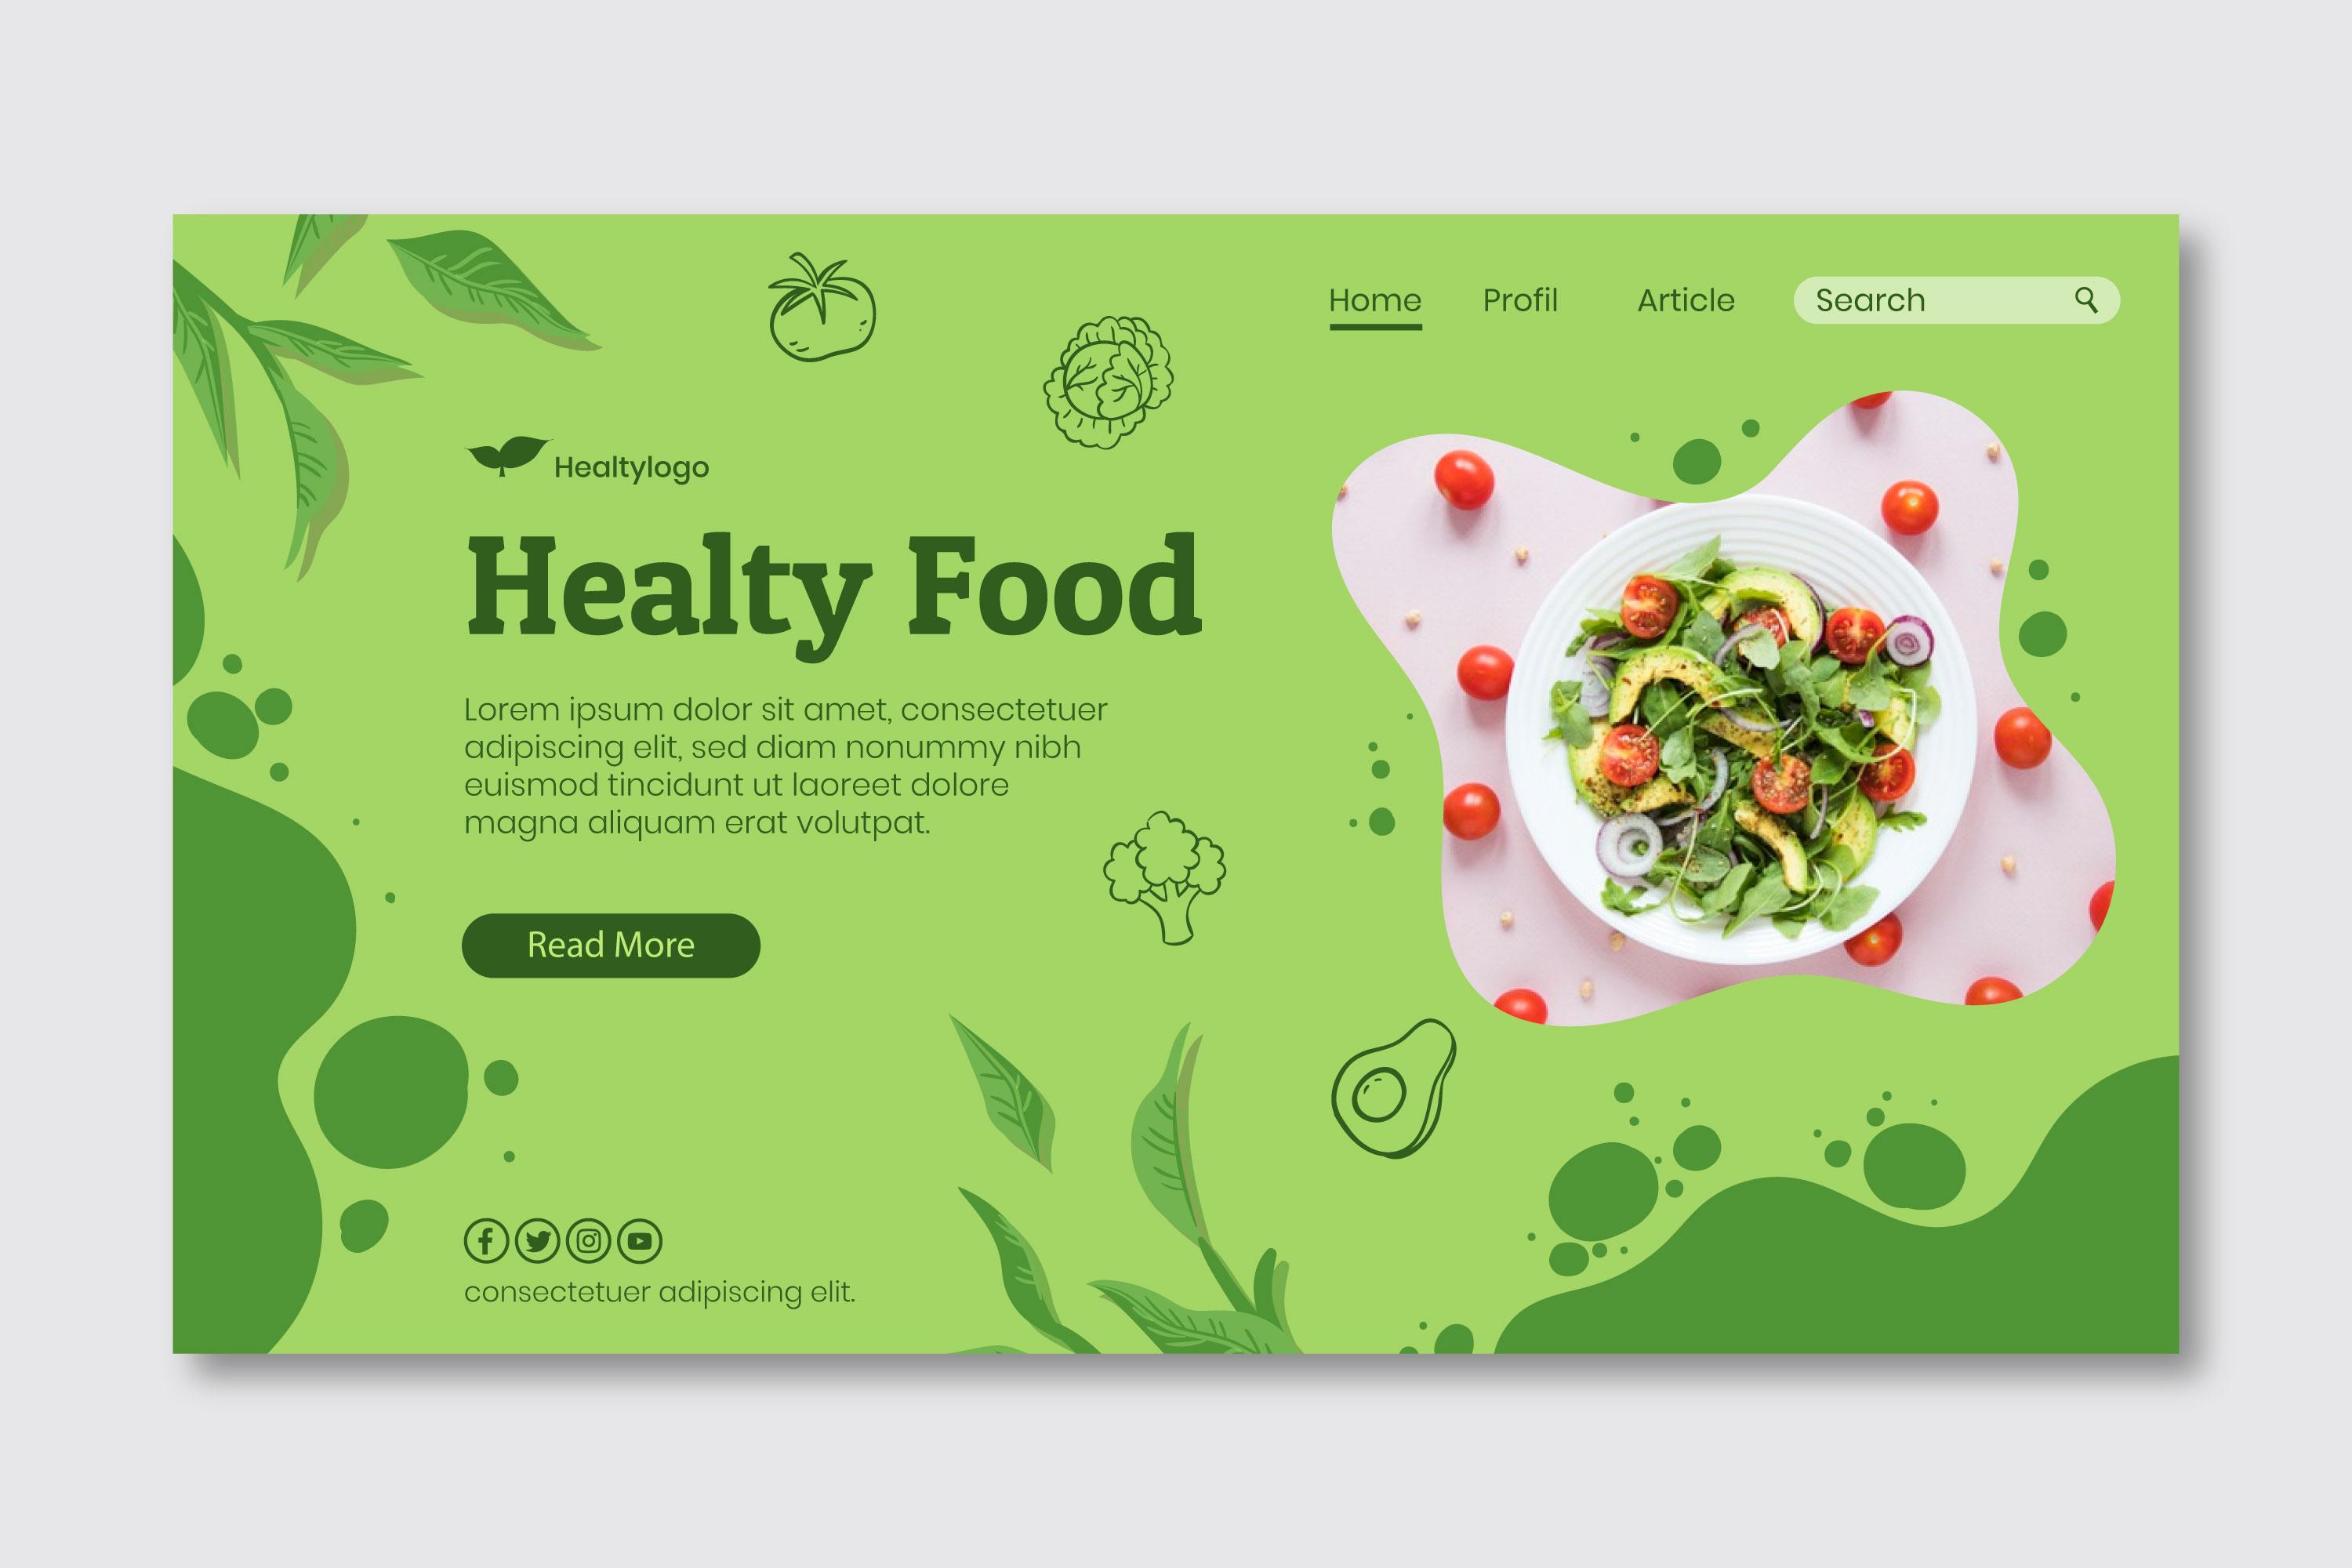 Home Profil Article Search
Healtylogo
Healty Food
Lorem ipsum dolor sit amet, consectetuer
adipiscing elit, sed diam nonummy nibh
euismod tincidunt ut laoreet dolore
magna aliquam erat volutpat.
Read More
consectetuer adipiscing elit.